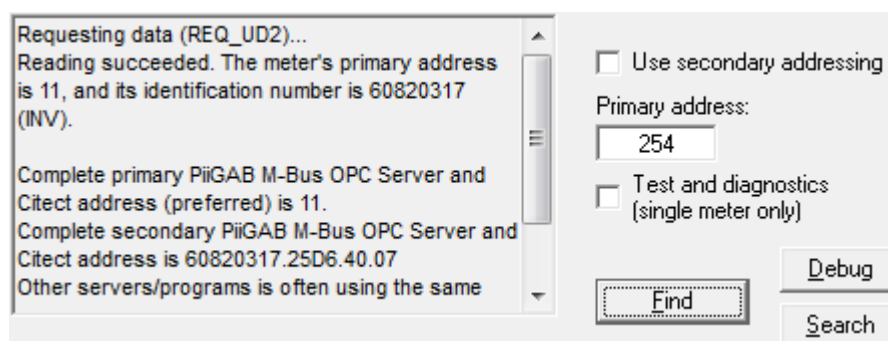 Requesting data (REQ_UD2)...
Reading succeeded. The meter's primary address
is 11, and its identification number is 60820317
(INV).
Complete primary PiiGAB M-Bus OPC Server and
Citect address (preferred) is 11.
Complete secondary PiiGAB M-Bus OPC Server and
Citect address is 60820317.25D6.40.07
Other servers/programs is often using the same
Use secondary addressing
Primary address:
254
Test and diagnostics
(single meter only)
Debug
Find
Search